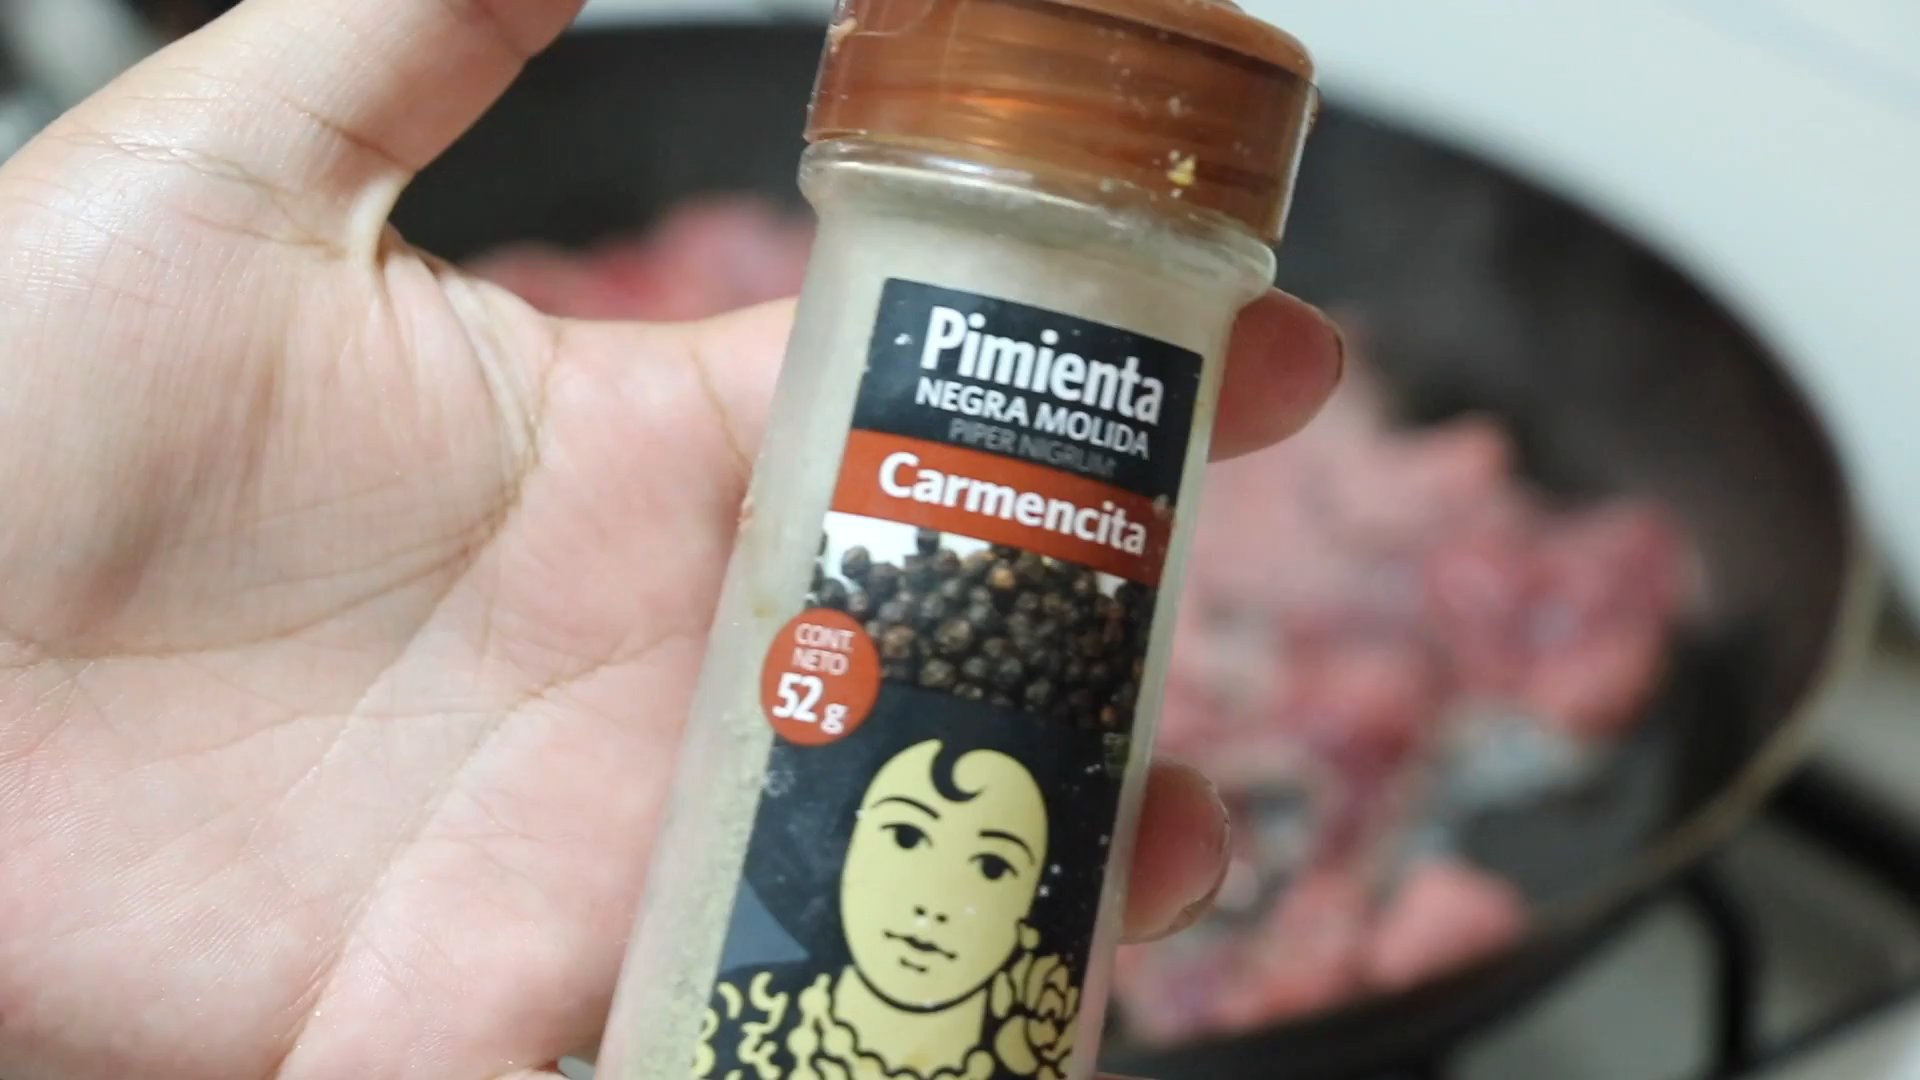 Pimienta
NEGRA MOLIDA
PIPER NIGRUM
Carmencita
CONT.
NETO
52 g